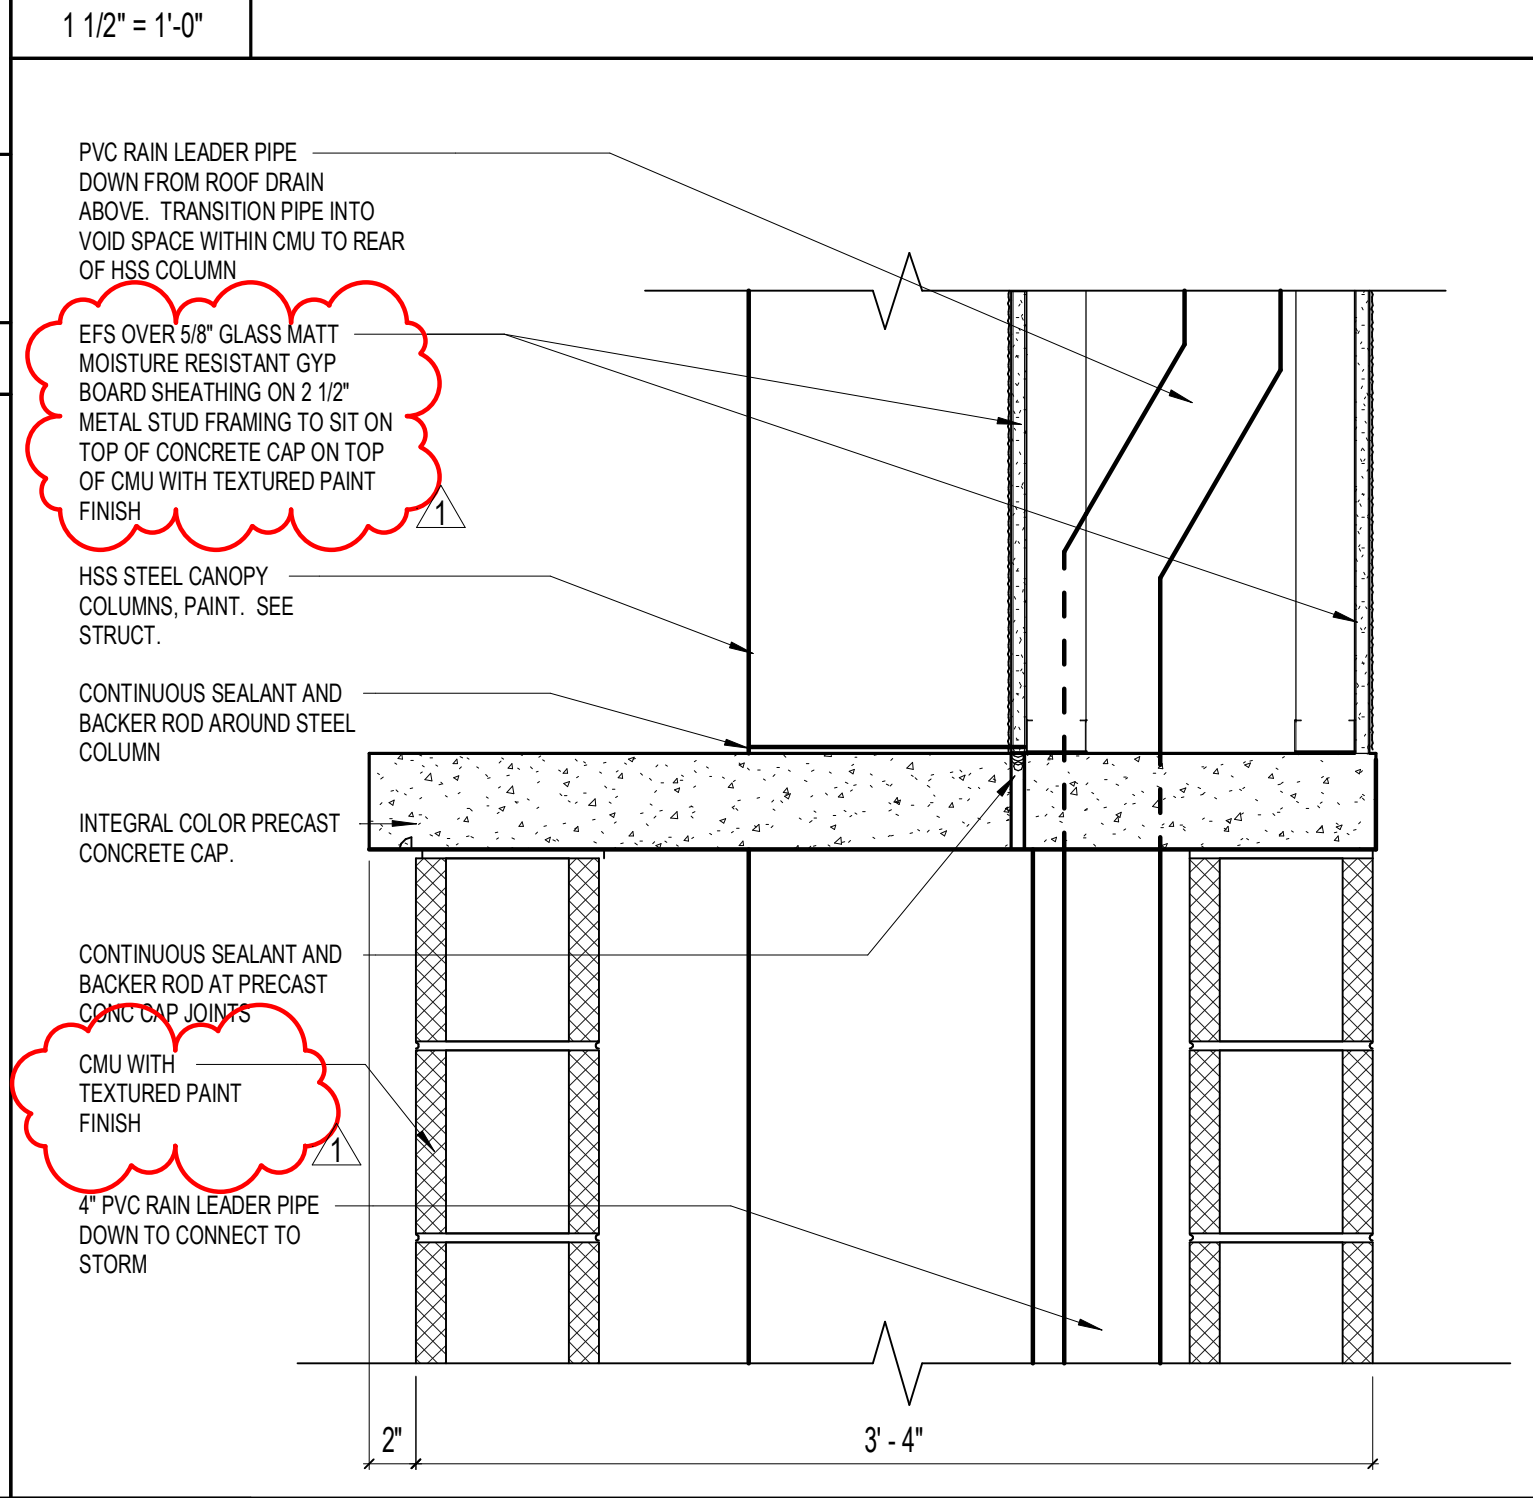 1 1/2" = 1'-0"
PVC RAIN LEADER PIPE
DOWN FROM ROOF DRAIN
ABOVE. TRANSITION PIPE INTO
VOID SPACE WITHIN CMU TO REAR
OF HSS COLUMN
EFS OVER 5/8" GLASS MATT
MOISTURE RESISTANT GYP
BOARD SHEATHING ON 2 1/2"
METAL STUD FRAMING TO SIT ON
TOP OF CONCRETE CAP ON TOP
OF CMU WITH TEXTURED PAINT
FINISH
1
HSS STEEL CANOPY
COLUMNS, PAINT. SEE
STRUCT.
CONTINUOUS SEALANT AND
BACKER ROD AROUND STEEL
COLUMN
INTEGRAL COLOR PRECAST
CONCRETE CAP.
CONTINUOUS SEALANT AND
BACKER ROD AT PRECAST
CONC CAP JOINTS
CMU WITH
TEXTURED PAINT
FINISH
1
4" PVC RAIN LEADER PIPE
DOWN TO CONNECT TO
STORM
2"
3' - 4"